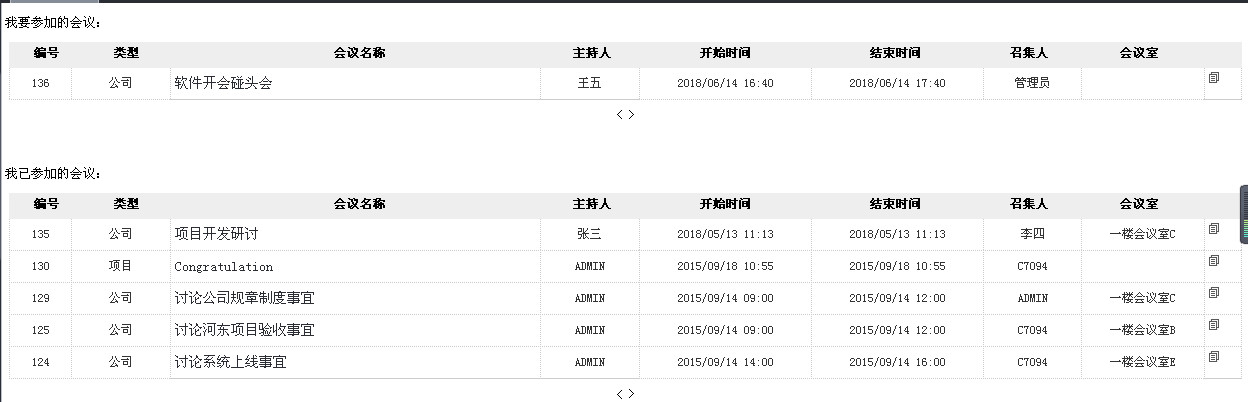 我要参加的会议：
编号 类型 会议名称 主持人 开始时间 结束时间 召集人 会议室
136 公司 软件开会碰头会 王五 2018/06/14 16:40 2018/06/14 17:40 管理员
< >
我已参加的会议：
编号 类型 会议名称 主持人 开始时间 结束时间 召集人 会议室
135 公司 项目开发研讨 张三 2018/05/13 11:13 2018/05/13 11:13 李四 一楼会议室C
130 项目 Congratulation ADMIN 2015/09/18 10:55 2015/09/18 10:55 C7094
129 公司 讨论公司规章制度事宜 ADMIN 2015/09/14 09:00 2015/09/14 12:00 ADMIN 一楼会议室C
125 公司 讨论河东项目验收事宜 ADMIN 2015/09/14 09:00 2015/09/14 12:00 C7094 一楼会议室B
124 公司 讨论系统上线事宜 ADMIN 2015/09/14 14:00 2015/09/14 16:00 C7094 一楼会议室E
< >